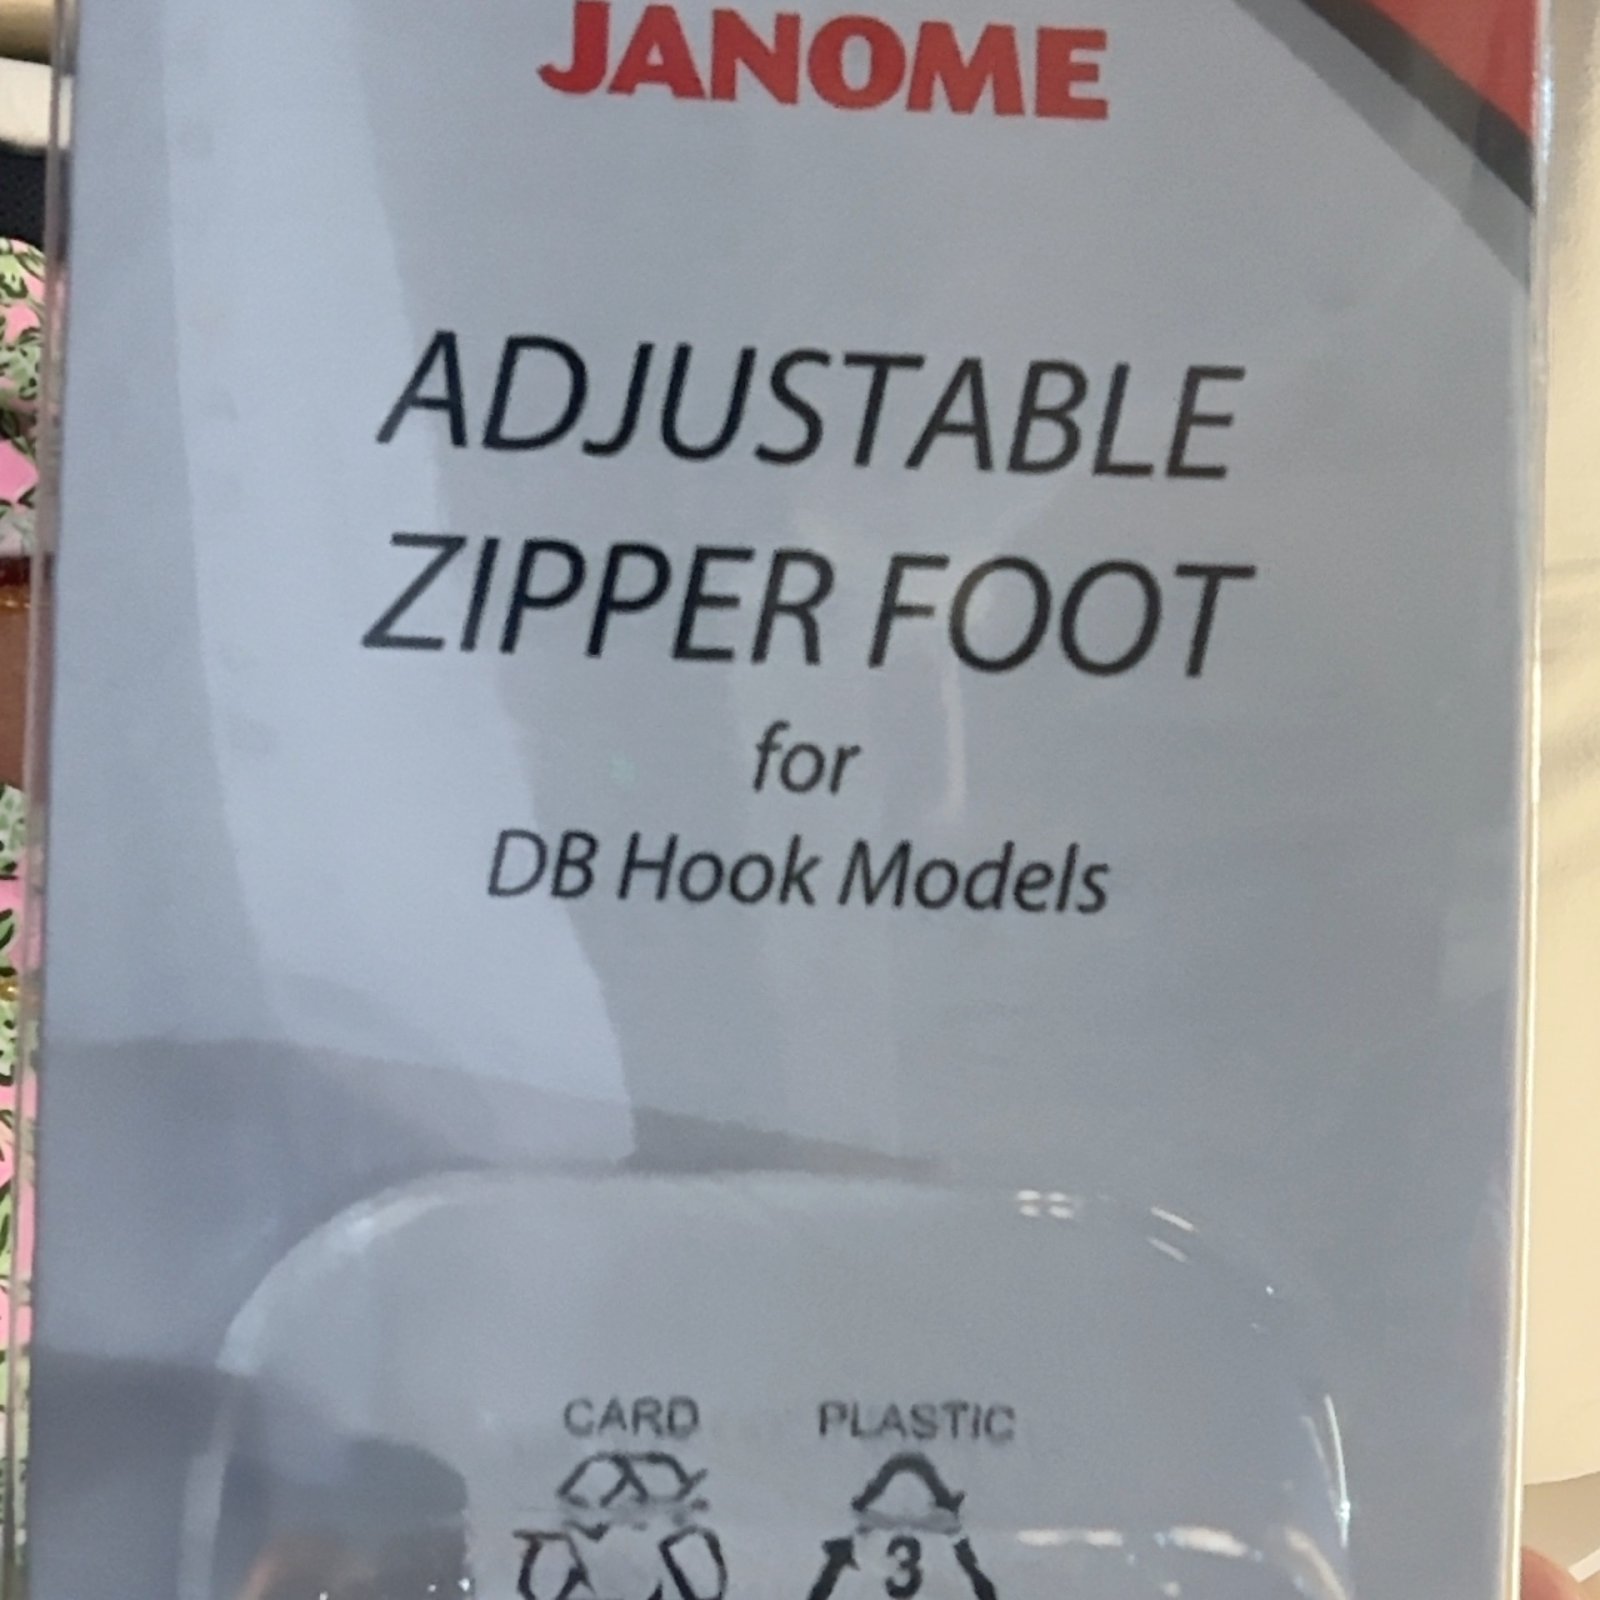 JANOME
ADJUSTABLE
ZIPPER FOOT
for
DB Hook Models
CARD PLASTIC
3